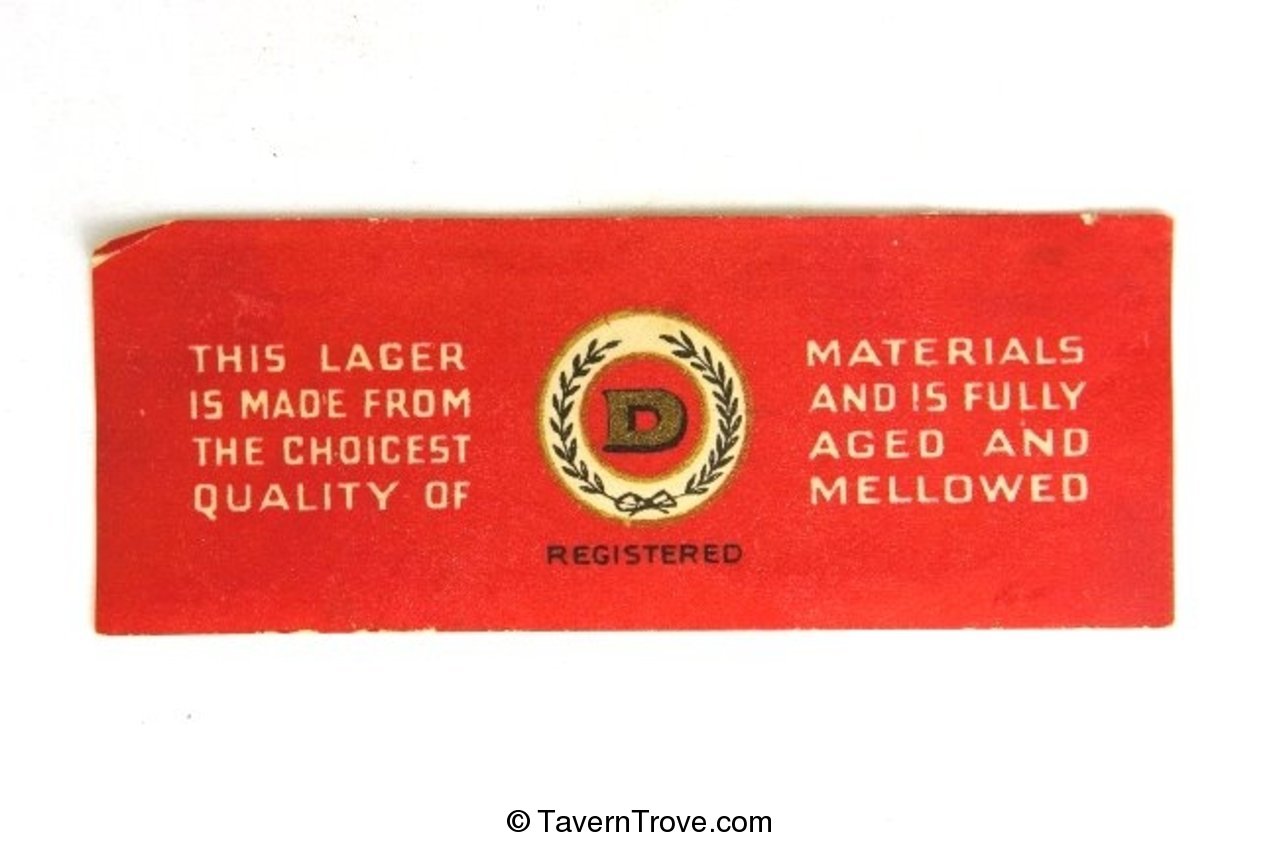 THIS LAGER
IS MADE FROM
THE CHOICEST
QUALITY OF
D
REGISTERED
MATERIALS
AND IS FULLY
AGED AND
MELLOWED
© TavernTrove.com